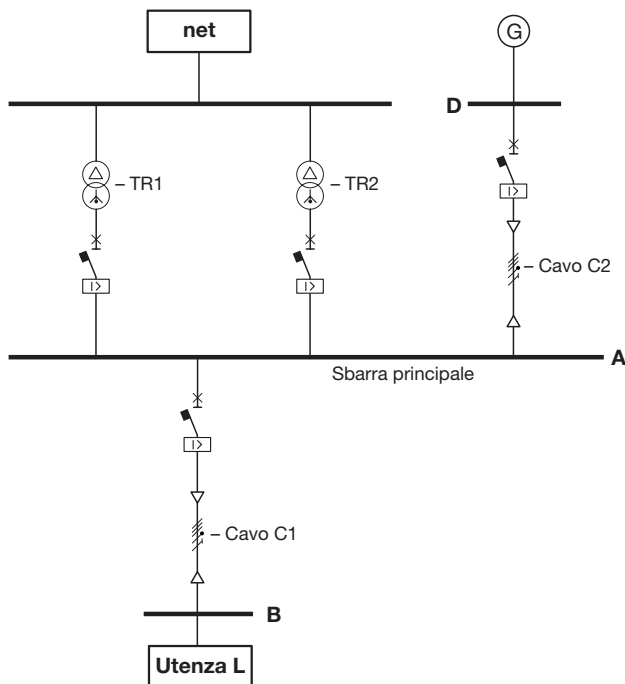 net
G
D
– TR1
– TR2
I>
– Cavo C2
I>
I>
A
Sbarra principale
I>
– Cavo C1
B
Utenza L